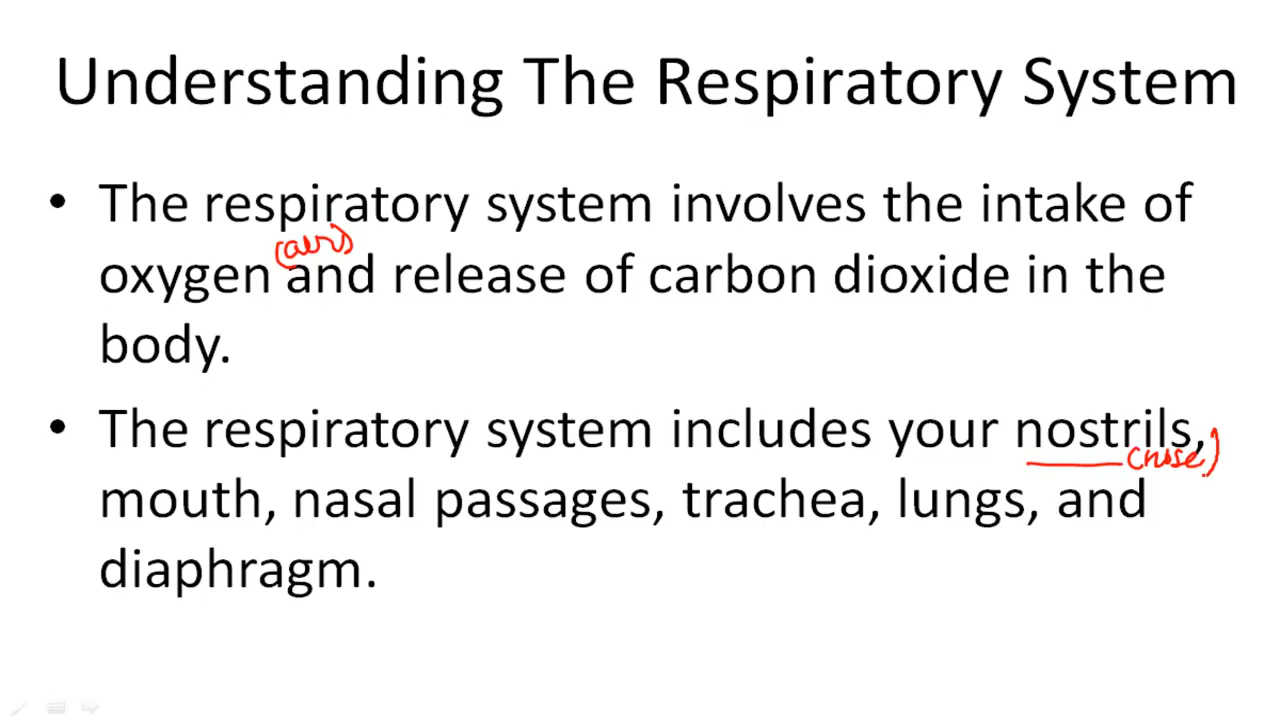 Understanding The Respiratory System
• The respiratory system involves the intake of
(air)
oxygen and release of carbon dioxide in the
body.
• The respiratory system includes your nostrils,
(nose)
mouth, nasal passages, trachea, lungs, and
diaphragm.